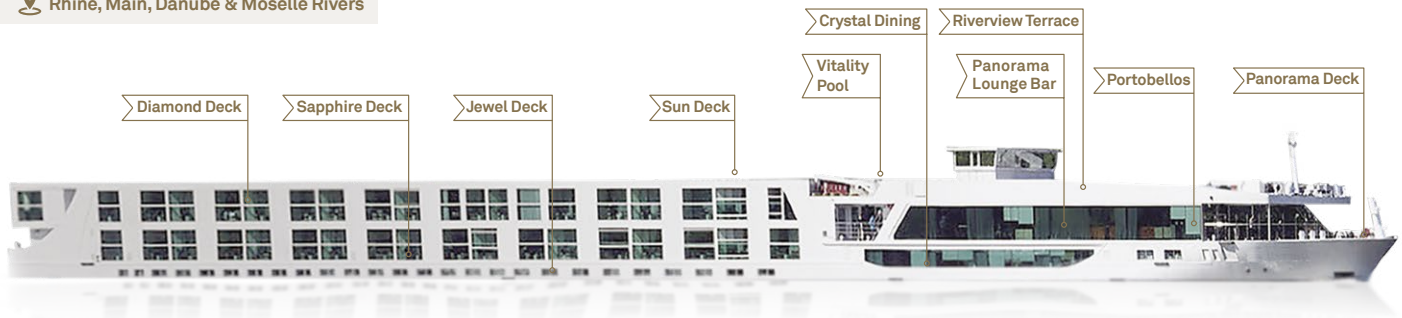 Rhine, Main, Danube & Moselle Rivers
Crystal Dining
Riverview Terrace
Vitality
Pool
Panorama
Lounge Bar
Portobellos
Panorama Deck
Diamond Deck
Sapphire Deck
Jewel Deck
Sun Deck